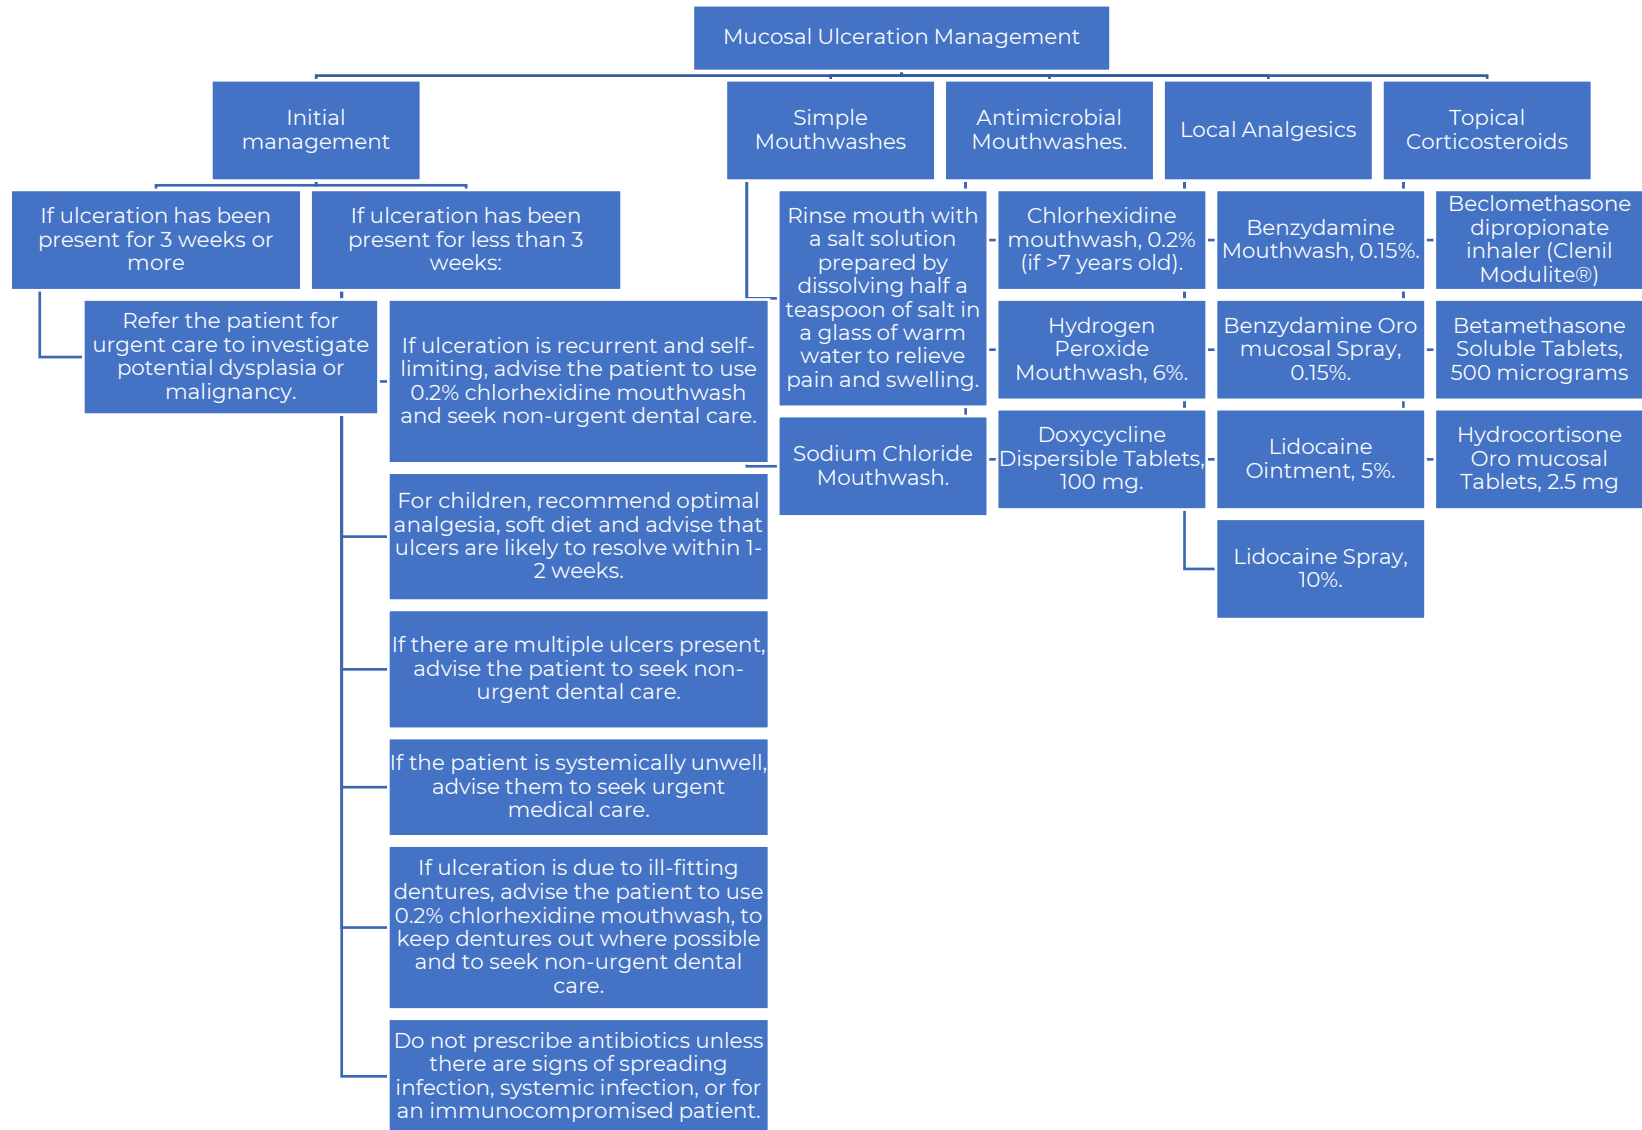 Mucosal Ulceration Management
Initial
management
If ulceration has been
present for 3 weeks or
more
Refer the patient for
urgent care to investigate
potential dysplasia or
malignancy.
If ulceration has been
present for less than 3
weeks:
If ulceration is recurrent and self-
limiting, advise the patient to use
0.2% chlorhexidine mouthwash
and seek non-urgent dental care.
For children, recommend optimal
analgesia, soft diet and advise that
ulcers are likely to resolve within 1-
2 weeks.
If there are multiple ulcers present,
advise the patient to seek non-
urgent dental care.
If the patient is systemically unwell,
advise them to seek urgent
medical care.
If ulceration is due to ill-fitting
dentures, advise the patient to use
0.2% chlorhexidine mouthwash, to
keep dentures out where possible
and to seek non-urgent dental
care.
Do not prescribe antibiotics unless
there are signs of spreading
infection, systemic infection, or for
an immunocompromised patient.
Simple
Mouthwashes
Rinse mouth with
a salt solution
prepared by
dissolving half a
teaspoon of salt in
a glass of warm
water to relieve
pain and swelling.
Sodium Chloride
Mouthwash.
Antimicrobial
Mouthwashes.
Chlorhexidine
mouthwash, 0.2%
(if >7 years old).
Hydrogen
Peroxide
Mouthwash, 6%.
Doxycycline
Dispersible Tablets,
100 mg.
Local Analgesics
Benzydamine
Mouthwash, 0.15%.
Benzydamine Oro
mucosal Spray,
0.15%.
Lidocaine
Ointment, 5%.
Lidocaine Spray,
10%.
Topical
Corticosteroids
Beclomethasone
dipropionate
inhaler (Clenil
Modulite®)
Betamethasone
Soluble Tablets,
500 micrograms
Hydrocortisone
Oro mucosal
Tablets, 2.5 mg